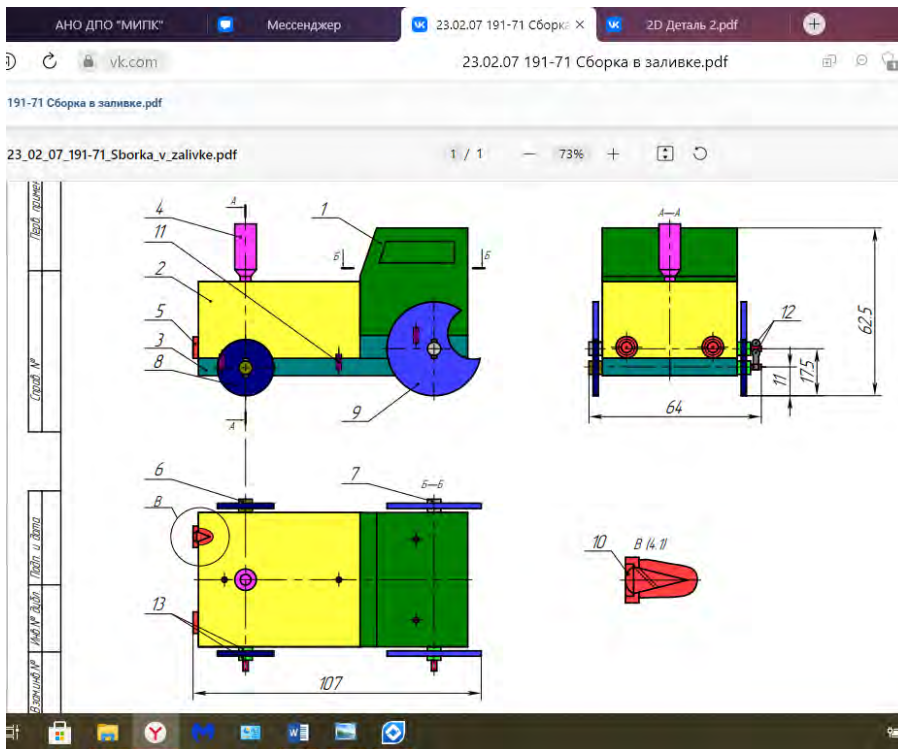 АНО ДПО "МИПК"
Мессенджер
23.02.07 191-71 Сборка
2D Деталь 2.pdf
vk.com
23.02.07 191-71 Сборка в заливке.pdf
191-71 Сборка в заливке.pdf
23_02_07_191-71_Sborka_v_zalivke.pdf
1 / 1
73%
Перв. примен
Справ. №
Подп. и дата
Инв.№ дубл.
Взам.инв.№
4
А
11
1
Б
Б
2
5
3
8
А
9
А—А
12
62.5
17.5
11
64
6
В
7
Б—Б
13
107
10
В (4:1)